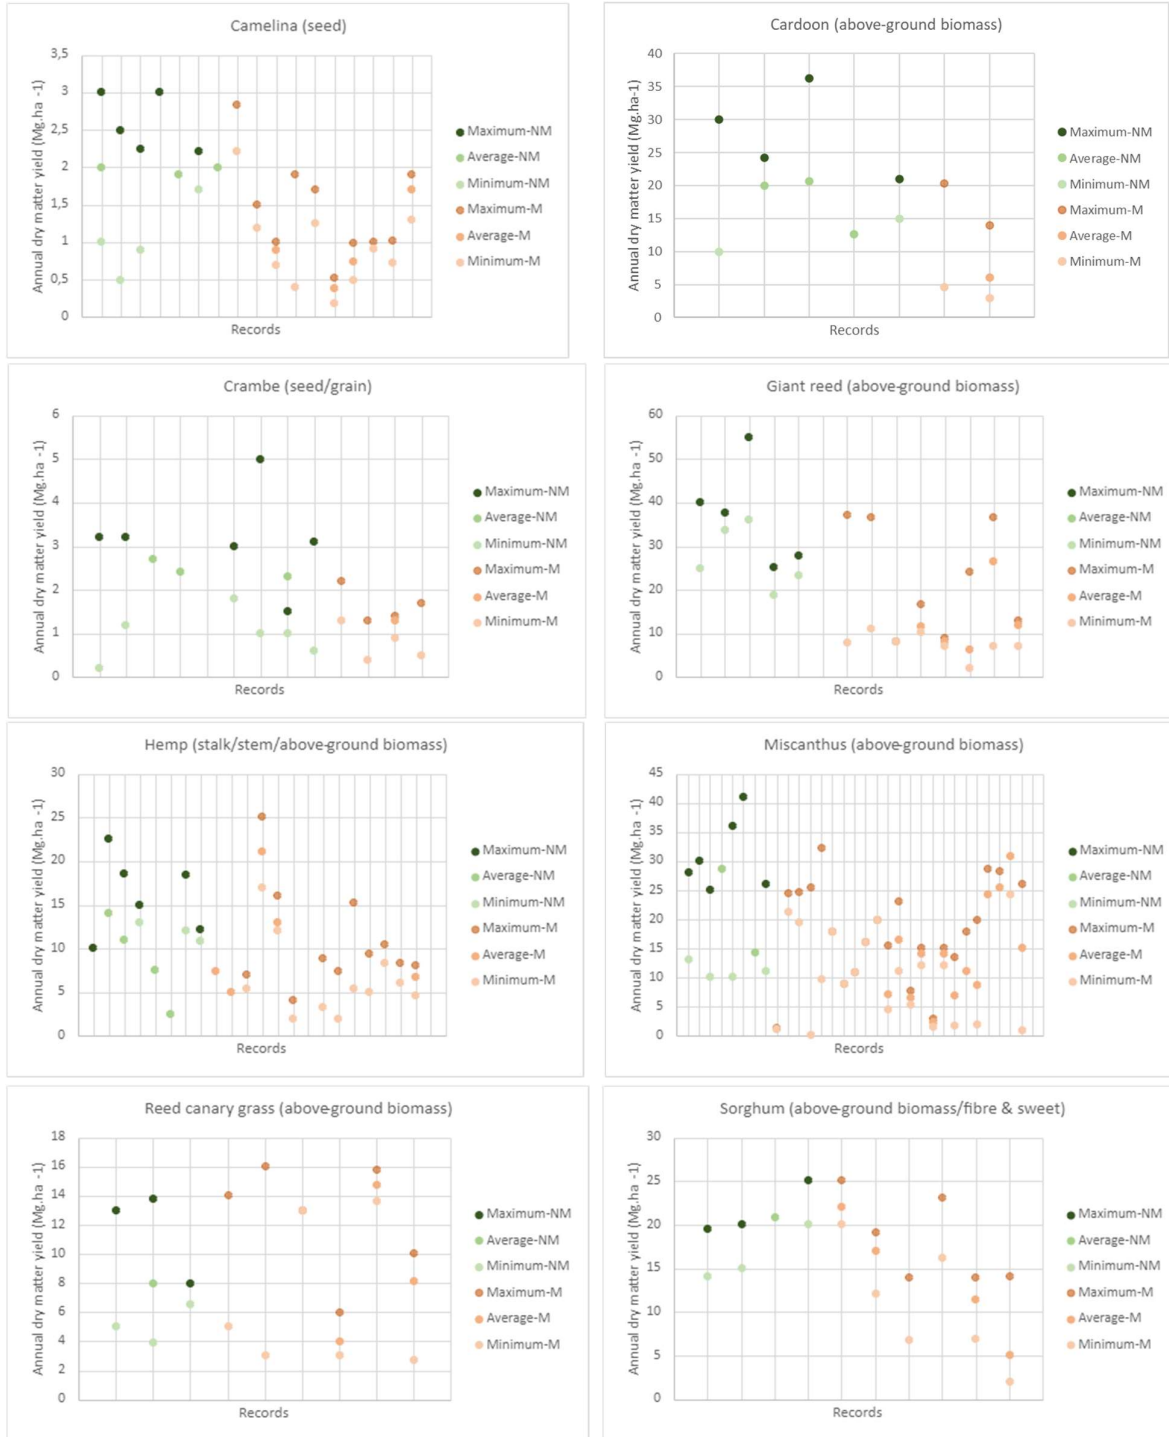 Camelina (seed)
Annual dry matter yield (Mg.ha -1)
3,5
3
2,5
2
1,5
1
0,5
0
Records
Maximum-NM
Average-NM
Minimum-NM
Maximum-M
Average-M
Minimum-M
Cardoon (above-ground biomass)
Annual dry matter yield (Mg.ha-1)
40
35
30
25
20
15
10
5
0
Records
Maximum-NM
Average-NM
Minimum-NM
Maximum-M
Average-M
Minimum-M
Crambe (seed/grain)
Annual dry matter yield (Mg.ha -1)
6
5
4
3
2
1
0
Records
Maximum-NM
Average-NM
Minimum-NM
Maximum-M
Average-M
Minimum-M
Giant reed (above-ground biomass)
Annual dry matter yield (Mg.ha -1)
60
50
40
30
20
10
0
Records
Maximum-NM
Average-NM
Minimum-NM
Maximum-M
Average-M
Minimum-M
Hemp (stalk/stem/above-ground biomass)
Annual dry matter yield (Mg.ha -1)
30
25
20
15
10
5
0
Records
Maximum-NM
Average-NM
Minimum-NM
Maximum-M
Average-M
Minimum-M
Miscanthus (above-ground biomass)
Annual dry matter yield (Mg.ha -1)
45
40
35
30
25
20
15
10
5
0
Records
Maximum-NM
Average-NM
Minimum-NM
Maximum-M
Average-M
Minimum-M
Reed canary grass (above-ground biomass)
Annual dry matter yield (Mg.ha -1)
18
16
14
12
10
8
6
4
2
0
Records
Maximum-NM
Average-NM
Minimum-NM
Maximum-M
Average-M
Minimum-M
Sorghum (above-ground biomass/fibre & sweet)
Annual dry matter yield (Mg.ha -1)
30
25
20
15
10
5
0
Records
Maximum-NM
Average-NM
Minimum-NM
Maximum-M
Average-M
Minimum-M